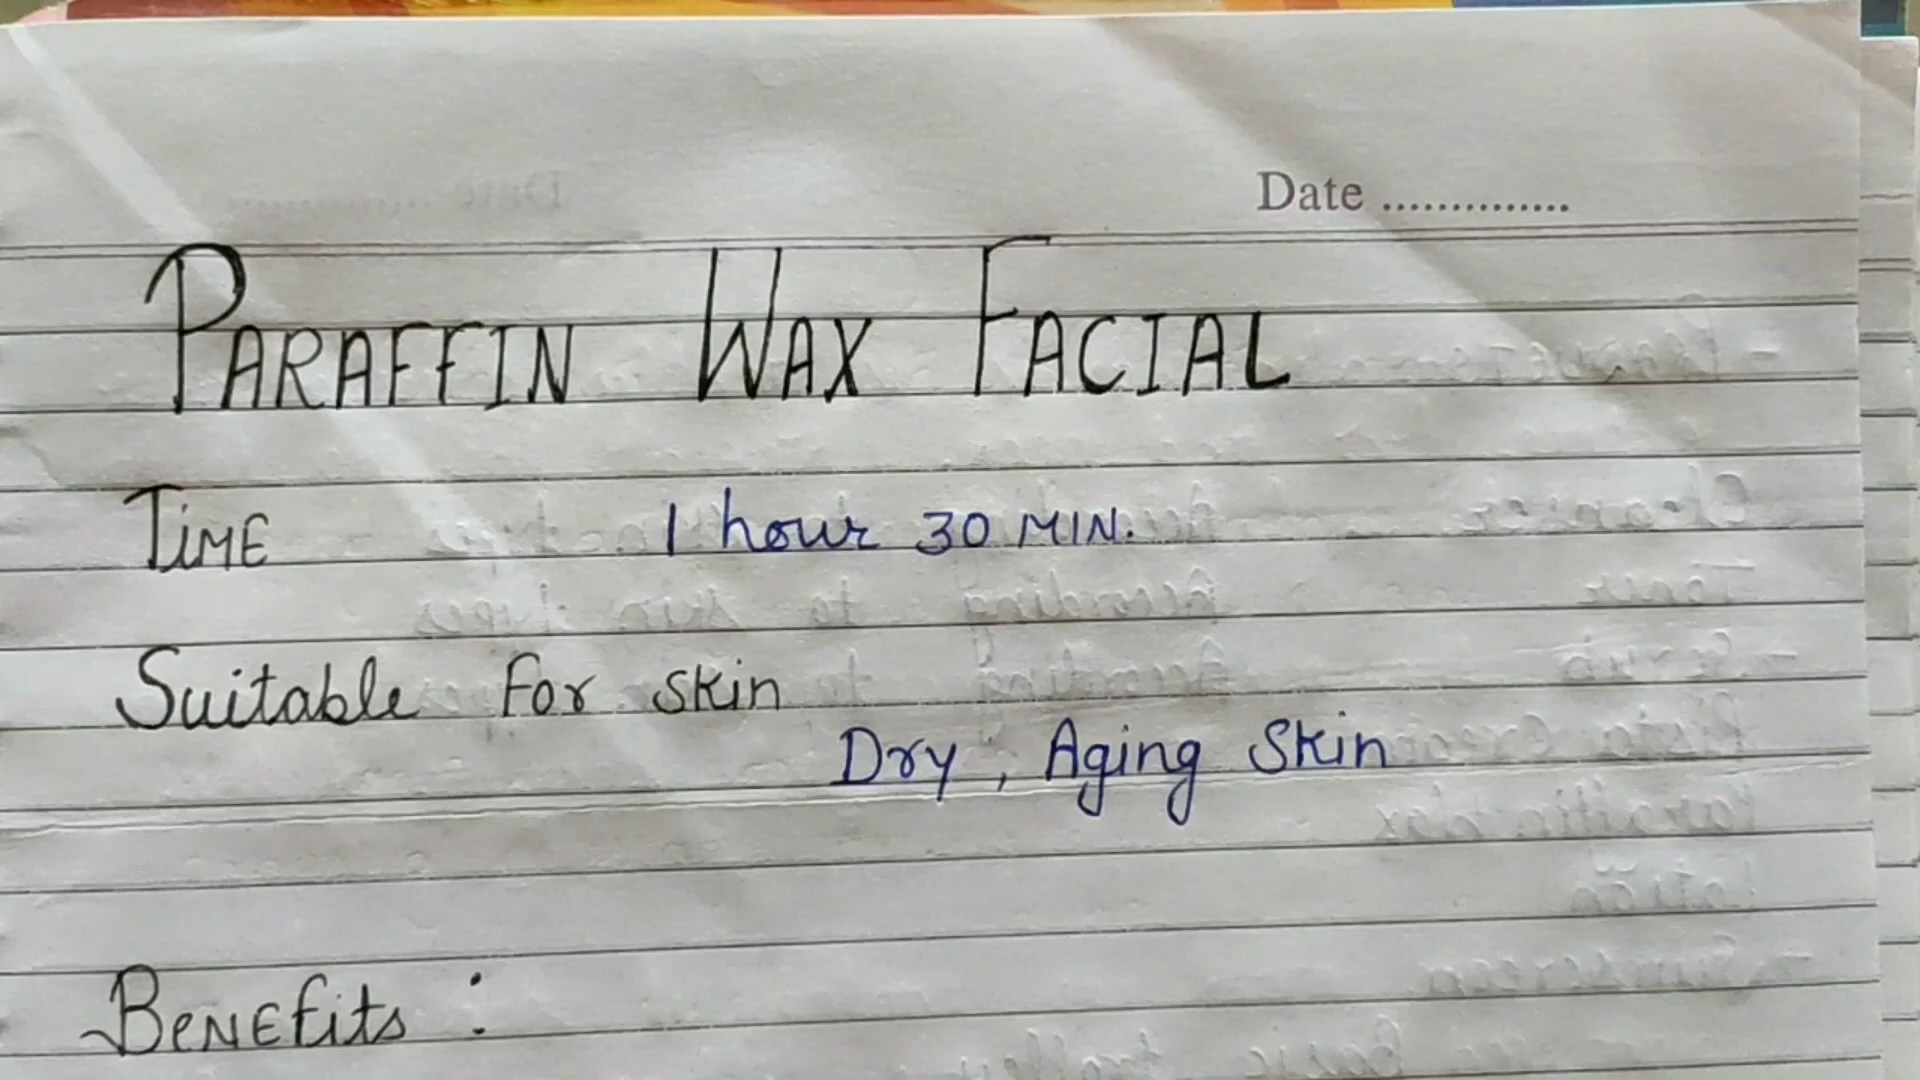 Date ..............
PARAFFIN WAX FACIAL
TIME 1 hour 30 MIN.
Suitable For skin
Dry, Aging Skin
BENEFits :